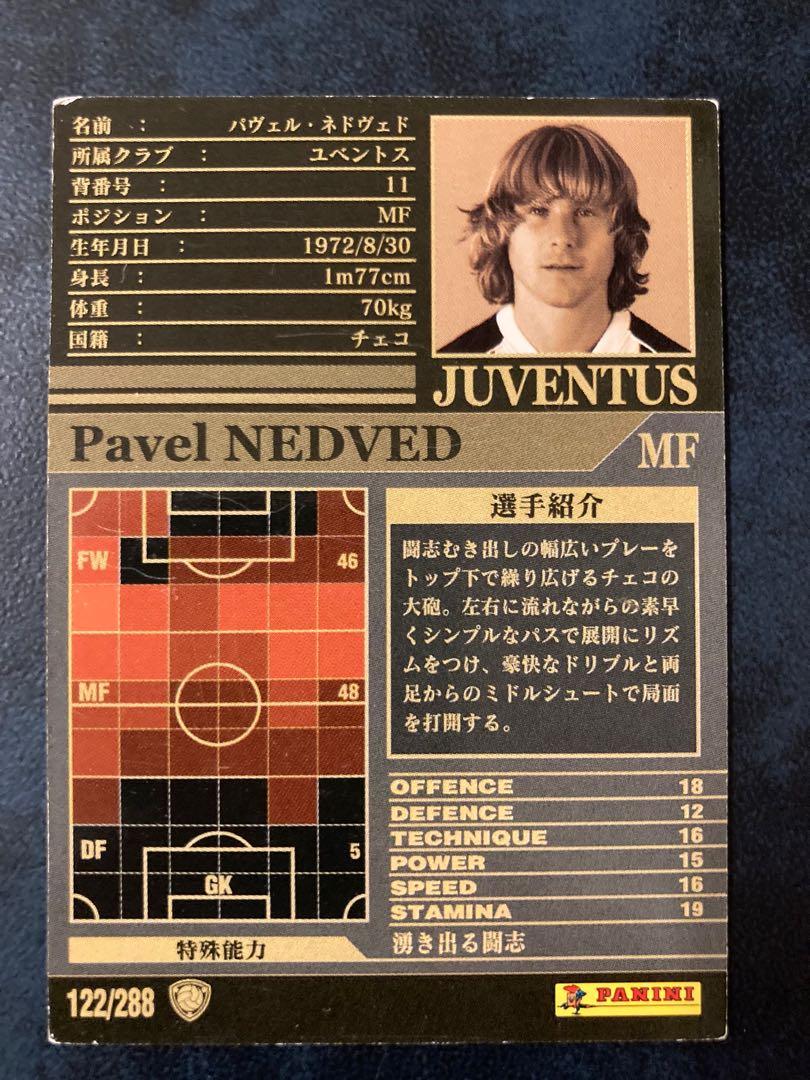 名前 : パヴェル・ネドヴェド
所属クラブ : ユベントス
背番号 : 11
ポジション : MF
生年月日 : 1972/8/30
身長 : 1m77cm
体重 : 70kg
国籍 : チェコ
JUVENTUS
Pavel NEDVED MF
FW 46
MF 48
DF 5
GK
選手紹介
闘志むき出しの幅広いプレーを
トップ下で繰り広げるチェコの
大砲。左右に流れながらの素早
くシンプルなパスで展開にリズ
ムをつけ、豪快なドリブルと両
足からのミドルシュートで局面
を打開する。
OFFENCE 18
DEFENCE 12
TECHNIQUE 16
POWER 15
SPEED 16
STAMINA 19
特殊能力 湧き出る闘志
122/288
PANINI